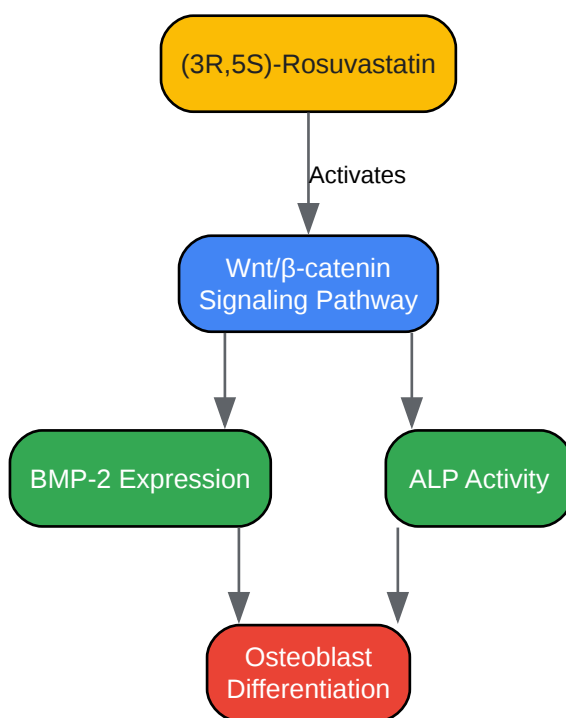 (3R,5S)-Rosuvastatin
Activates
Wnt/β-catenin
Signaling Pathway
BMP-2 Expression
ALP Activity
Osteoblast
Differentiation